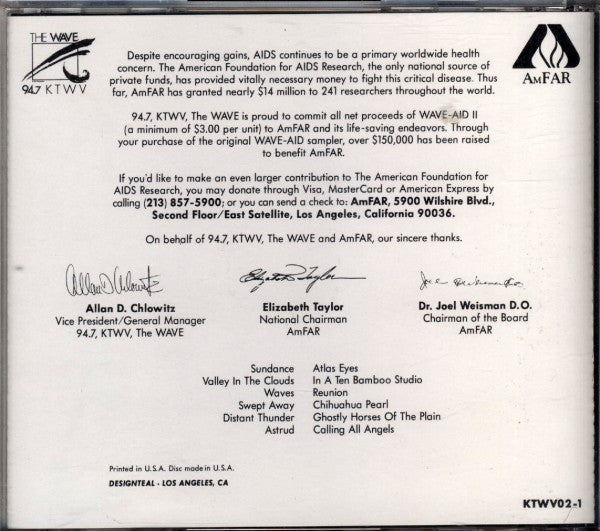 THE WAVE
94.7 KTWV
AmFAR
Despite encouraging gains, AIDS continues to be a primary worldwide health
concern. The American Foundation for AIDS Research, the only national source of
private funds, has provided vitally necessary money to fight this critical disease. Thus
far, AmFAR has granted nearly $14 million to 241 researchers throughout the world.
94.7, KTWV, The WAVE is proud to commit all net proceeds of WAVE-AID II
(a minimum of $3.00 per unit) to AmFAR and its life-saving endeavors. Through
your purchase of the original WAVE-AID sampler, over $150,000 has been raised
to benefit AmFAR.
If you'd like to make an even larger contribution to The American Foundation for
AIDS Research, you may donate through Visa, MasterCard or American Express by
calling (213) 857-5900; or you can send a check to: AmFAR, 5900 Wilshire Blvd.,
Second Floor/East Satellite, Los Angeles, California 90036.
On behalf of 94.7, KTWV, The WAVE and AmFAR, our sincere thanks.
Allan D Chlowitz
Elizabeth Taylor
Joel Weisman DO
Allan D. Chlowitz
Vice President/General Manager
94.7, KTWV, The WAVE
Elizabeth Taylor
National Chairman
AmFAR
Dr. Joel Weisman D.O.
Chairman of the Board
AmFAR
Sundance Atlas Eyes
Valley In The Clouds In A Ten Bamboo Studio
Waves Reunion
Swept Away Chihuahua Pearl
Distant Thunder Ghostly Horses Of The Plain
Astrud Calling All Angels
Printed in U.S.A. Disc made in U.S.A.
DESIGNTEAL - LOS ANGELES, CA
KTWV02-1